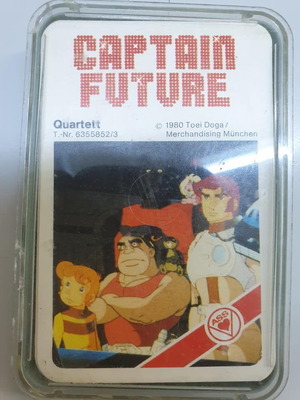 CAPTAIN
FUTURE
Quartett
T.-Nr. 6355852/3
© 1980 Toei Doga/
Merchandising München
ASS